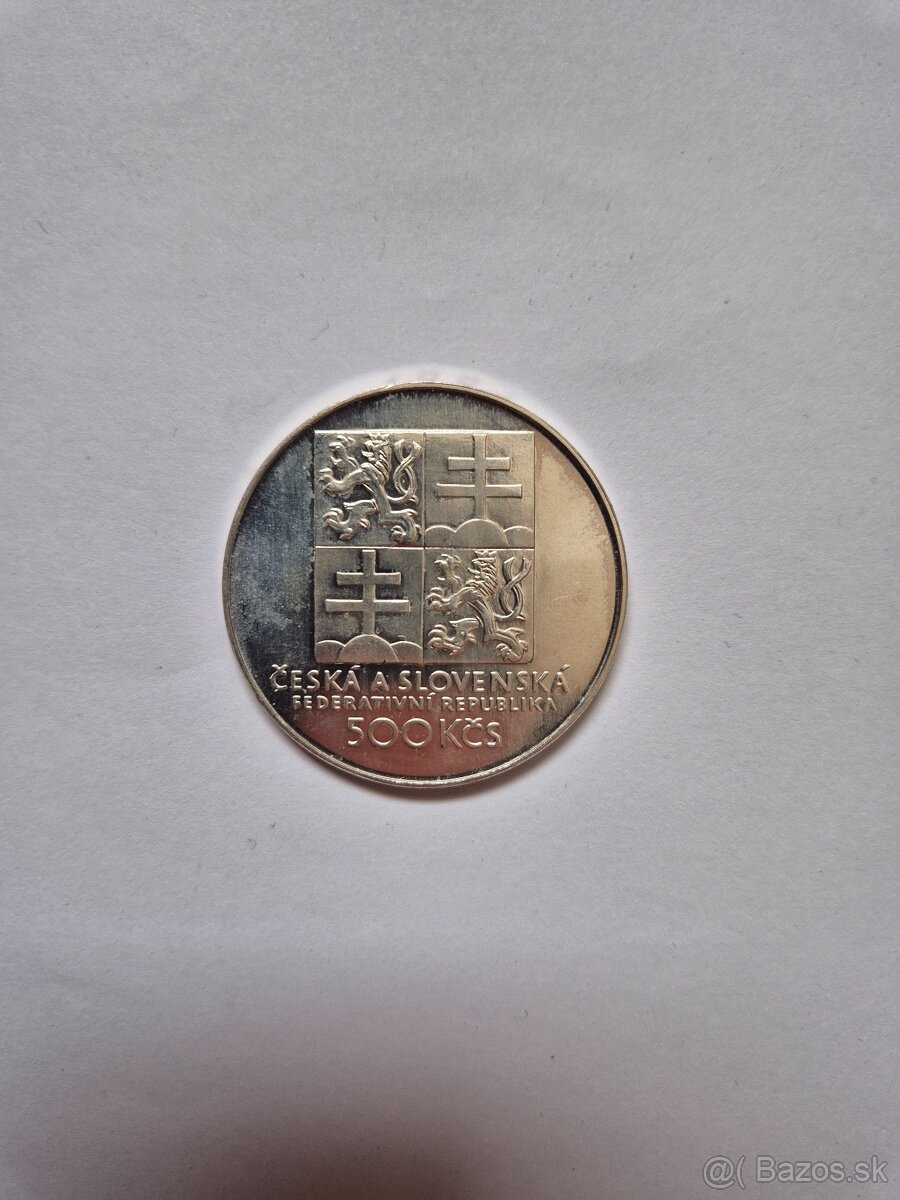 ČESKÁ A SLOVENSKÁ
FEDERATIVNÍ REPUBLIKA
500 KČS
@( Bazos.sk